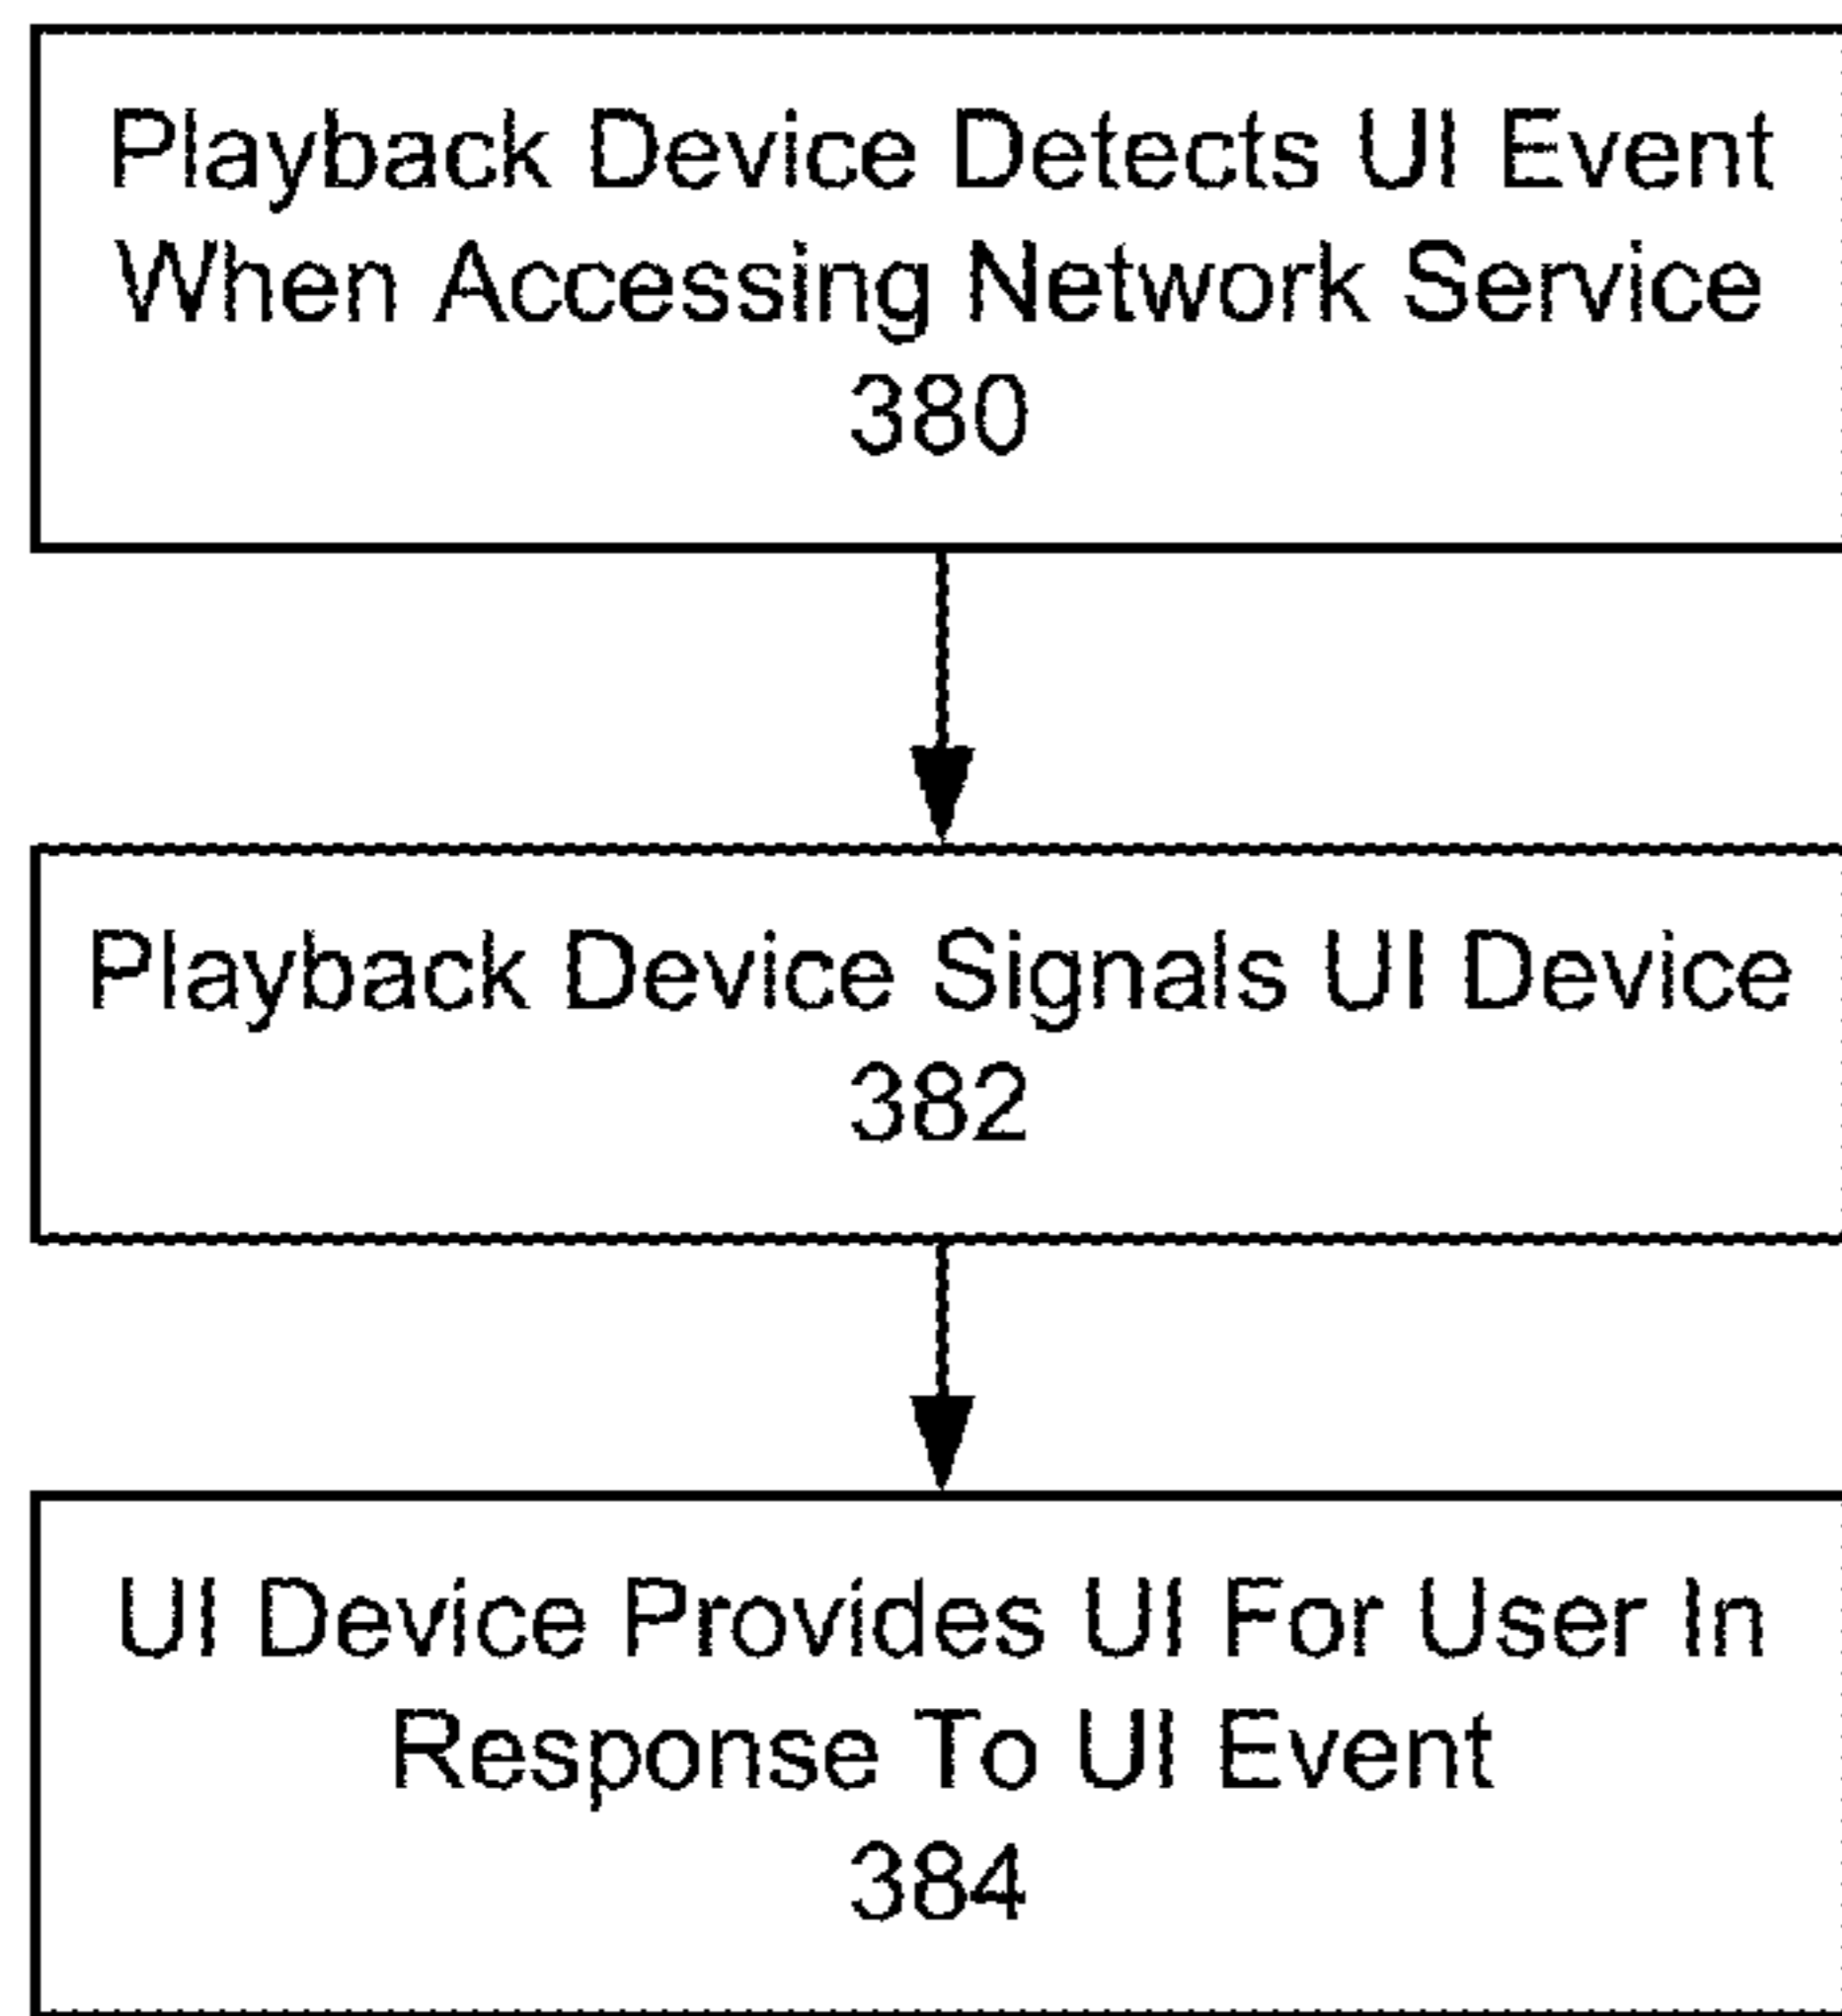 Playback Device Detects UI Event
When Accessing Network Service
380
Playback Device Signals UI Device
382
UI Device Provides UI For User In
Response To UI Event
384